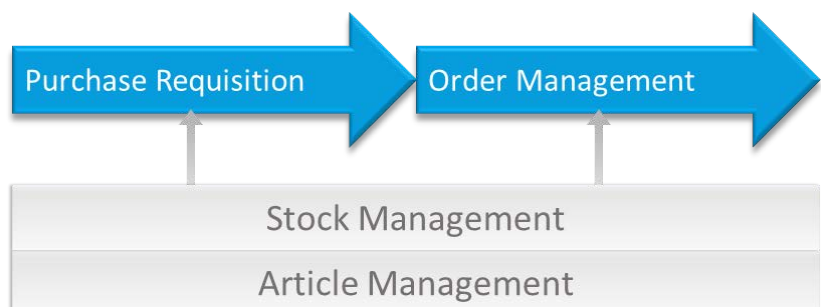 Purchase Requisition
Order Management
Stock Management
Article Management